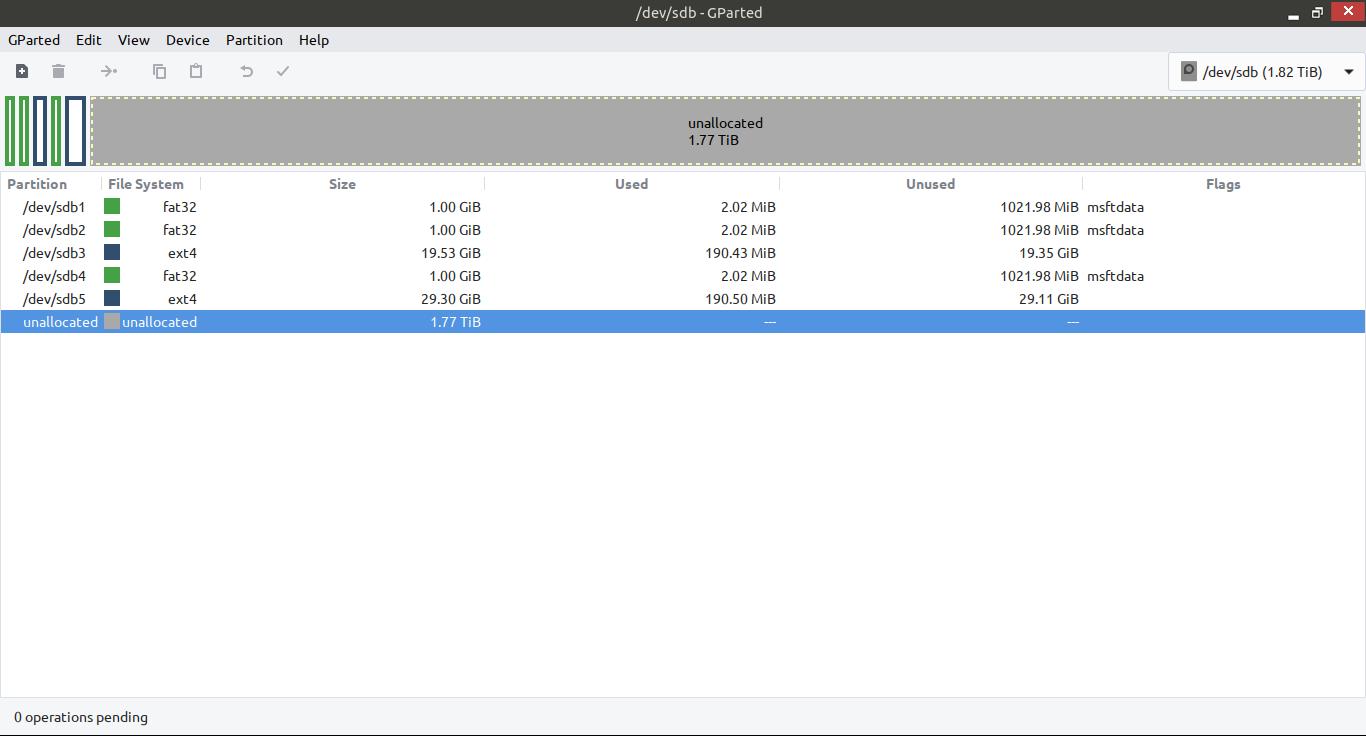 /dev/sdb - GParted
GParted Edit View Device Partition Help
/dev/sdb (1.82 TiB)
unallocated
1.77 TiB
Partition File System Size Used Unused Flags
/dev/sdb1 fat32 1.00 GiB 2.02 MiB 1021.98 MiB msftdata
/dev/sdb2 fat32 1.00 GiB 2.02 MiB 1021.98 MiB msftdata
/dev/sdb3 ext4 19.53 GiB 190.43 MiB 19.35 GiB
/dev/sdb4 fat32 1.00 GiB 2.02 MiB 1021.98 MiB msftdata
/dev/sdb5 ext4 29.30 GiB 190.50 MiB 29.11 GiB
unallocated unallocated 1.77 TiB --- ---
0 operations pending